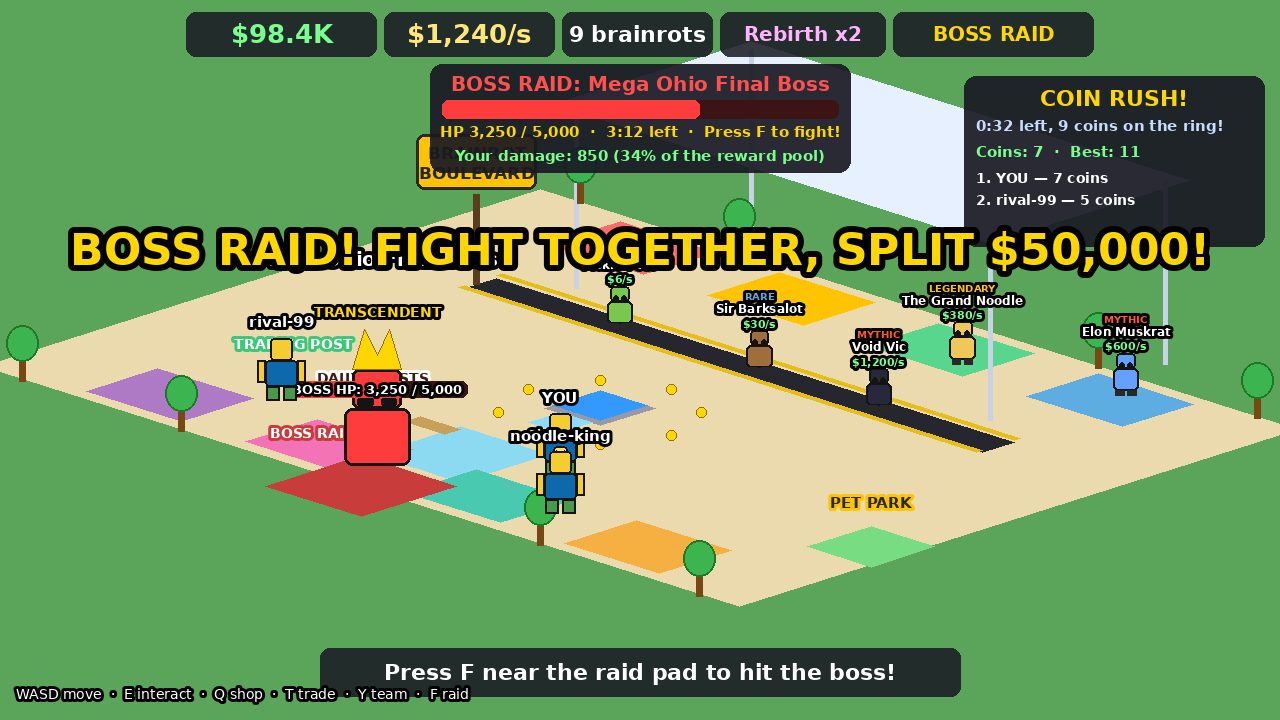 $98.4K
$1,240/s
9 brainrots
Rebirth x2
BOSS RAID
BOSS RAID: Mega Ohio Final Boss
HP 3,250 / 5,000 · 3:12 left · Press F to fight!
Your damage: 850 (34% of the reward pool)
COIN RUSH!
0:32 left, 9 coins on the ring!
Coins: 7 · Best: 11
1. YOU — 7 coins
2. rival-99 — 5 coins
BOULEVARD
BOSS RAID! FIGHT TOGETHER, SPLIT $50,000!
$6/s
RARE
Sir Barksalot
$30/s
LEGENDARY
The Grand Noodle
$380/s
MYTHIC
Void Vic
$1,200/s
MYTHIC
Elon Muskrat
$600/s
TRANSCENDENT
rival-99
TRADING POST
BOSS HP: 3,250 / 5,000
YOU
noodle-king
BOSS RAID
PET PARK
Press F near the raid pad to hit the boss!
WASD move · E interact · Q shop · T trade · Y team · F raid